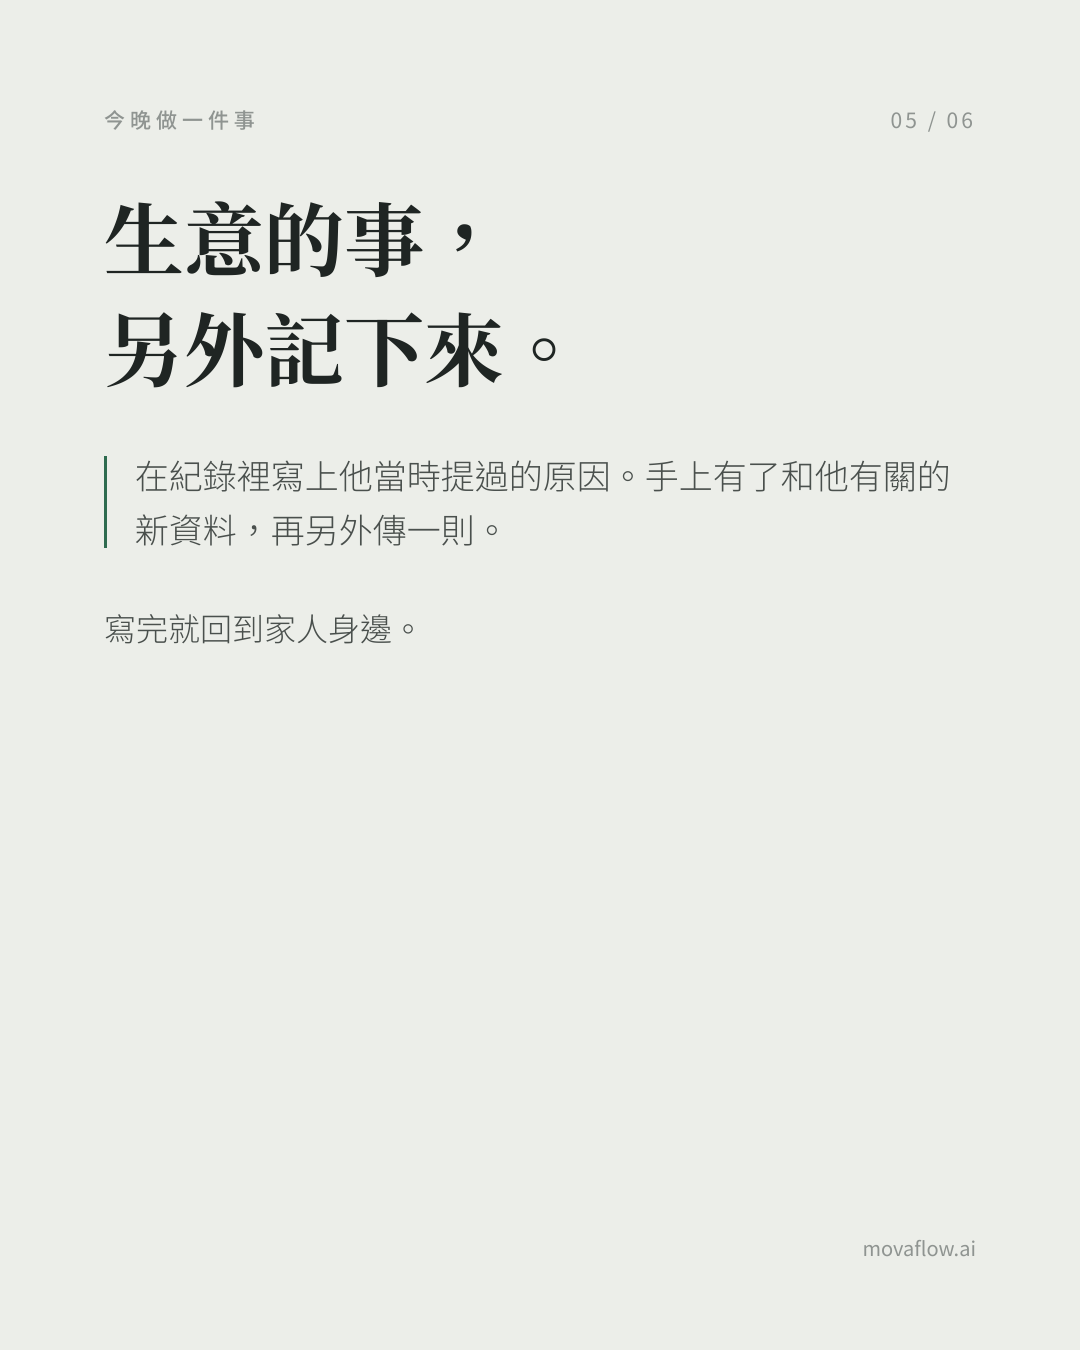 今晚做一件事
05 / 06
生意的事，
另外記下來。
在紀錄裡寫上他當時提過的原因。手上有了和他有關的
新資料，再另外傳一則。
寫完就回到家人身邊。
movaflow.ai